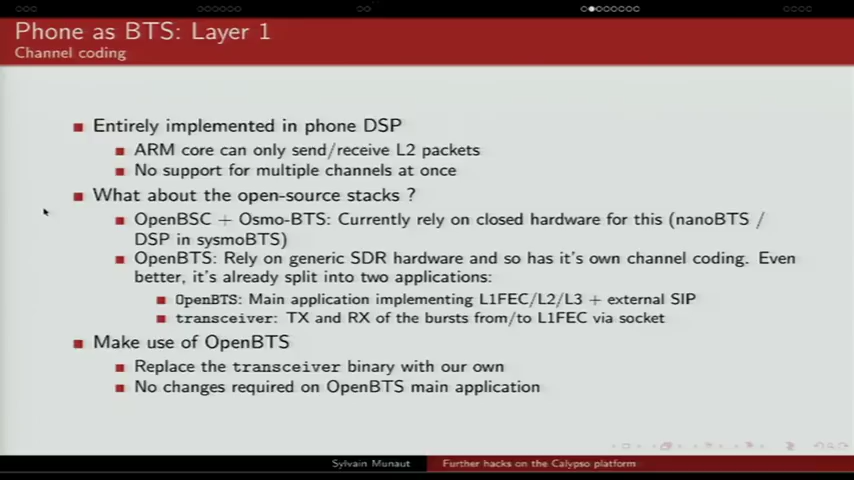 Phone as BTS: Layer 1
Channel coding
Entirely implemented in phone DSP
ARM core can only send/receive L2 packets
No support for multiple channels at once
What about the open-source stacks ?
OpenBSC + Osmo-BTS: Currently rely on closed hardware for this (nanoBTS /
DSP in sysmoBTS)
OpenBTS: Rely on generic SDR hardware and so has it's own channel coding. Even
better, it's already split into two applications:
OpenBTS: Main application implementing L1FEC/L2/L3 + external SIP
transceiver: TX and RX of the bursts from/to L1FEC via socket
Make use of OpenBTS
Replace the transceiver binary with our own
No changes required on OpenBTS main application
Sylvain Munaut
Further hacks on the Calypso platform